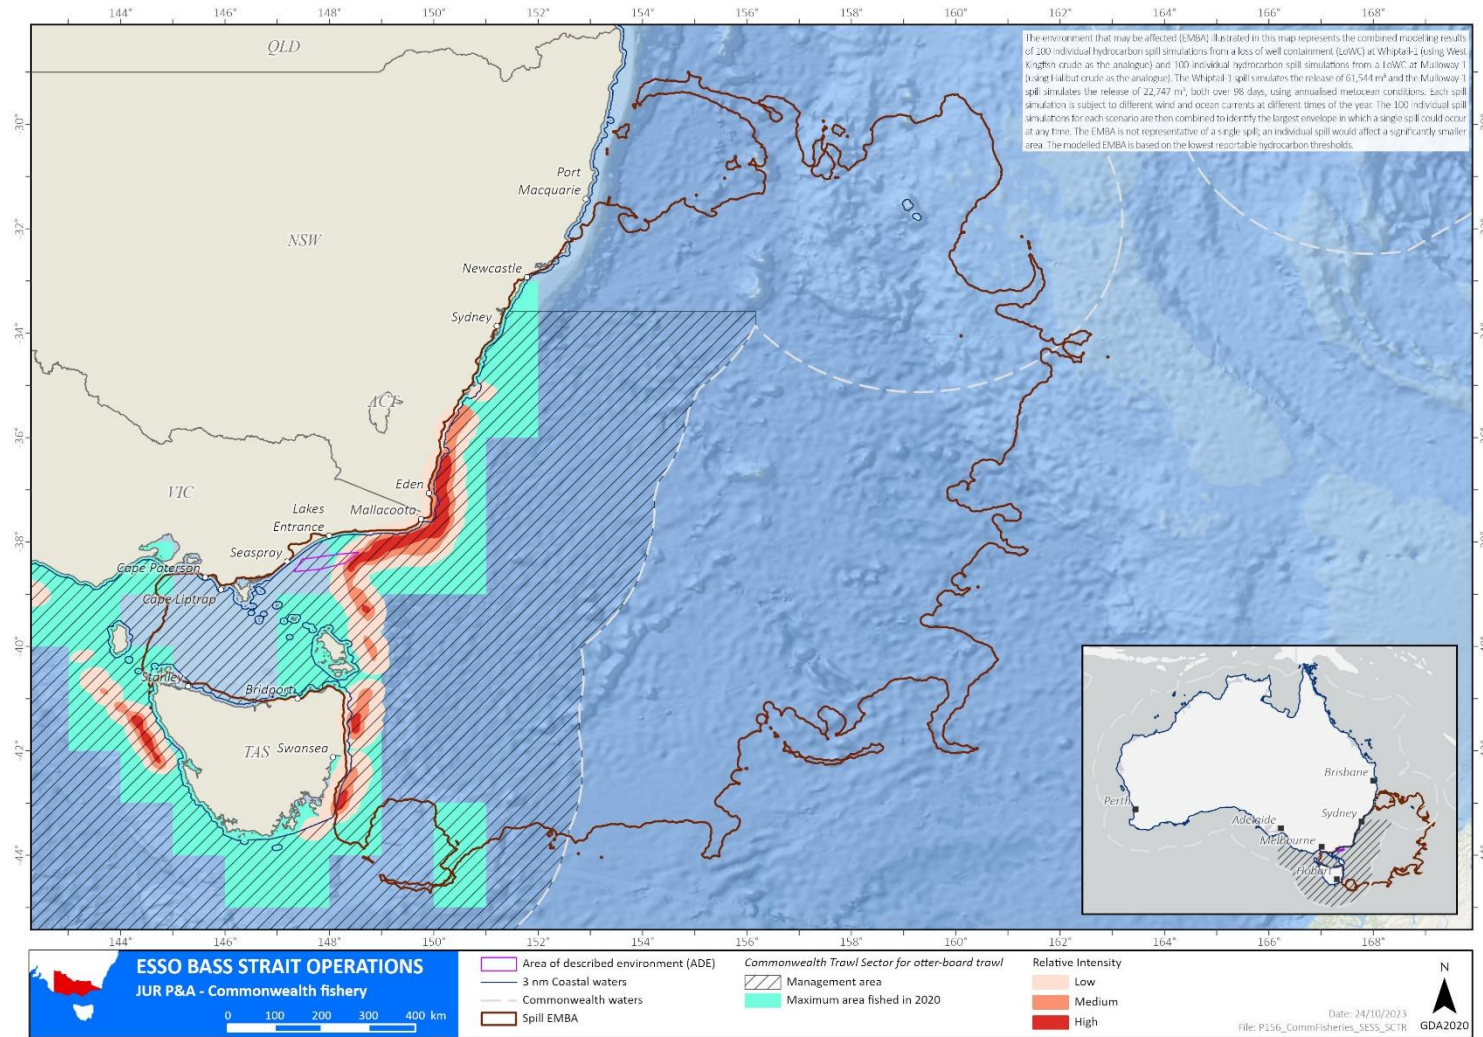 144° 146° 148° 150° 152° 154° 156° 158° 160° 162° 164° 166° 168°
The environment that may be affected (EMBA) illustrated in this map represents the combined modelling results
of 100 individual hydrocarbon spill simulations from a loss of well containment (LoWC) at Whiptail-1 (using West
Kingfish crude as the analogue) and 100 individual hydrocarbon spill simulations from a LoWC at Mulloway-1
(using Halibut crude as the analogue). The Whiptail-1 spill simulates the release of 61,544 m³ and the Mulloway-1
spill simulates the release of 22,747 m³, both over 98 days, using annualised metocean conditions. Each spill
simulation is subject to different wind and ocean currents at different times of the year. The 100 individual spill
simulations for each scenario are then combined to identify the largest envelope in which a single spill could occur
at any time. The EMBA is not representative of a single spill; an individual spill would affect a significantly smaller
area. The modelled EMBA is based on the lowest reportable hydrocarbon thresholds.
QLD
30°
Port
Macquarie
32°
NSW
Newcastle
Sydney
34°
ACT
36°
VIC
Eden
Lakes
Entrance
Mallacoota
38°
Seaspray
Cape Paterson
Cape Liptrap
40°
Stanley
Bridport
42°
TAS
Swansea
44°
Brisbane
Perth
Sydney
Adelaide
Melbourne
Hobart
144° 146° 148° 150° 152° 154° 156° 158° 160° 162° 164° 166° 168°
ESSO BASS STRAIT OPERATIONS
JUR P&A - Commonwealth fishery
0 100 200 300 400 km
Area of described environment (ADE)
3 nm Coastal waters
Commonwealth waters
Spill EMBA
Commonwealth Trawl Sector for otter-board trawl
Management area
Maximum area fished in 2020
Relative Intensity
Low
Medium
High
N
Date: 24/10/2023
File: P156_CommFisheries_SESS_SCTR
GDA2020